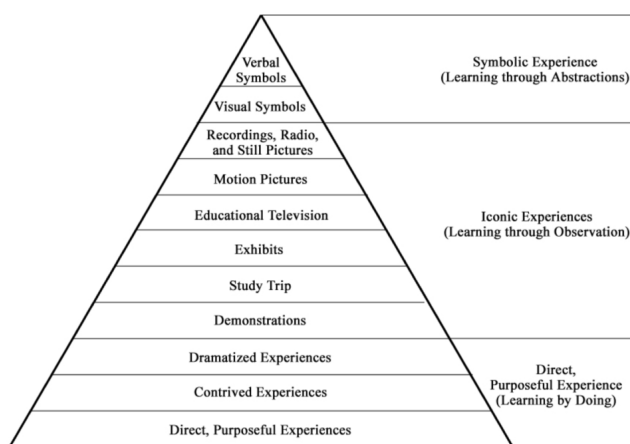 Verbal
Symbols
Visual Symbols
Recordings, Radio,
and Still Pictures
Motion Pictures
Educational Television
Exhibits
Study Trip
Demonstrations
Dramatized Experiences
Contrived Experiences
Direct, Purposeful Experiences
Symbolic Experience
(Learning through Abstractions)
Iconic Experiences
(Learning through Observation)
Direct,
Purposeful Experience
(Learning by Doing)